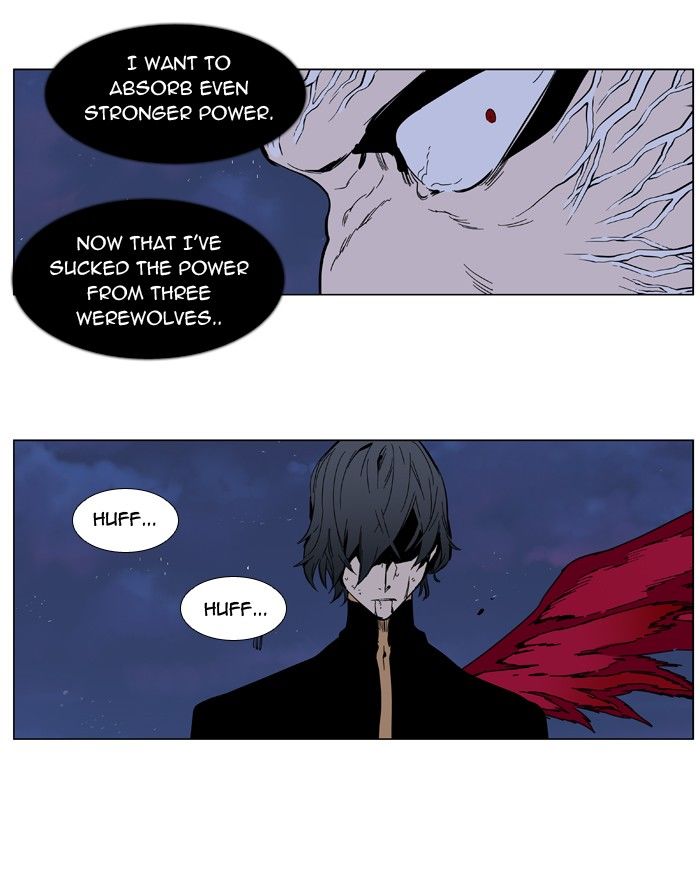 I WANT TO
ABSORB EVEN
STRONGER POWER.
NOW THAT I'VE
SUCKED THE POWER
FROM THREE
WEREWOLVES..
HUFF...
HUFF...